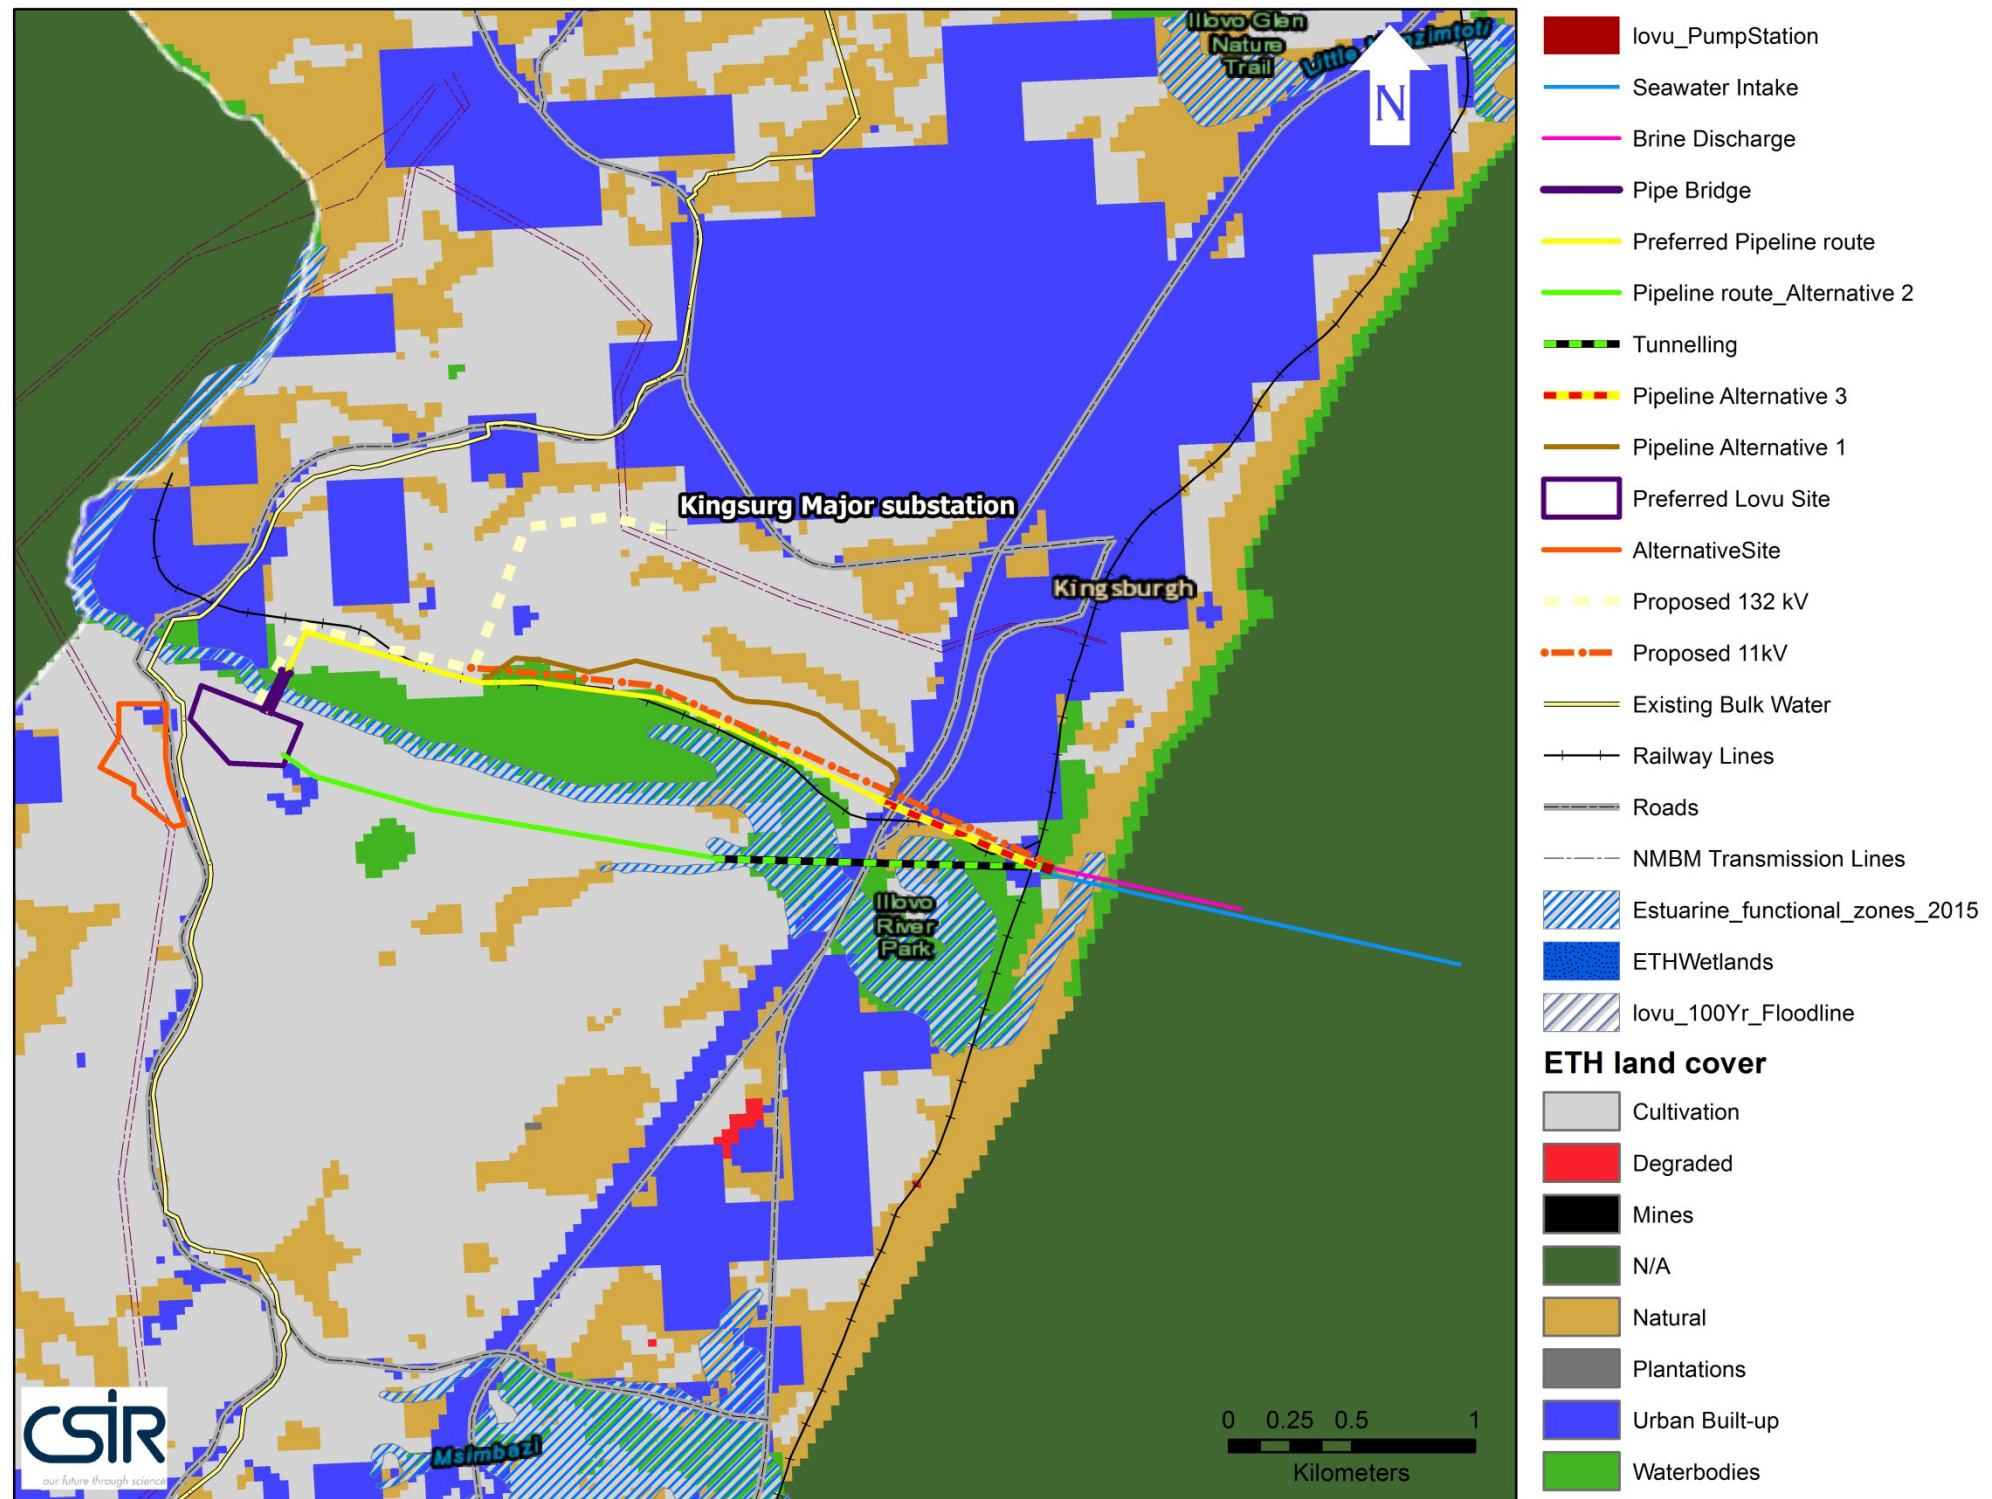 Illovo Glen
Nature
Trail
Little Manzimtoti
N
Kingsurg Major substation
Kingsburgh
Illovo
River
Park
Msimbazi
CSIR
our future through science
0 0.25 0.5 1
Kilometers
Iovu_PumpStation
Seawater Intake
Brine Discharge
Pipe Bridge
Preferred Pipeline route
Pipeline route_Alternative 2
Tunnelling
Pipeline Alternative 3
Pipeline Alternative 1
Preferred Lovu Site
AlternativeSite
Proposed 132 kV
Proposed 11kV
Existing Bulk Water
Railway Lines
Roads
NMBM Transmission Lines
Estuarine_functional_zones_2015
ETHWetlands
Iovu_100Yr_Floodline
ETH land cover
Cultivation
Degraded
Mines
N/A
Natural
Plantations
Urban Built-up
Waterbodies